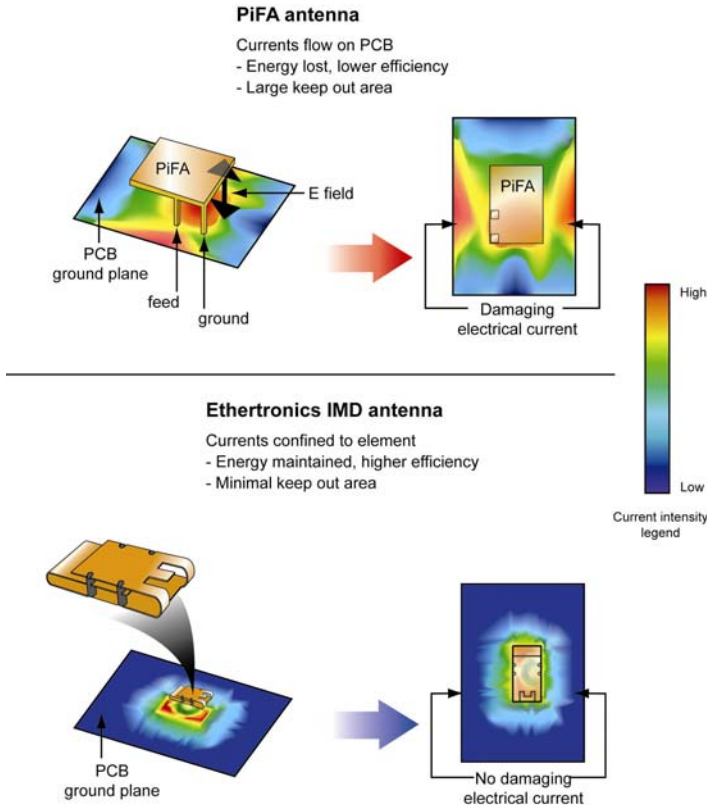 PiFA antenna
Currents flow on PCB
- Energy lost, lower efficiency
- Large keep out area
PiFA
E field
PCB
ground plane
feed
ground
PiFA
Damaging
electrical current
High
Low
Current intensity
legend
Ethertronics IMD antenna
Currents confined to element
- Energy maintained, higher efficiency
- Minimal keep out area
PCB
ground plane
No damaging
electrical current